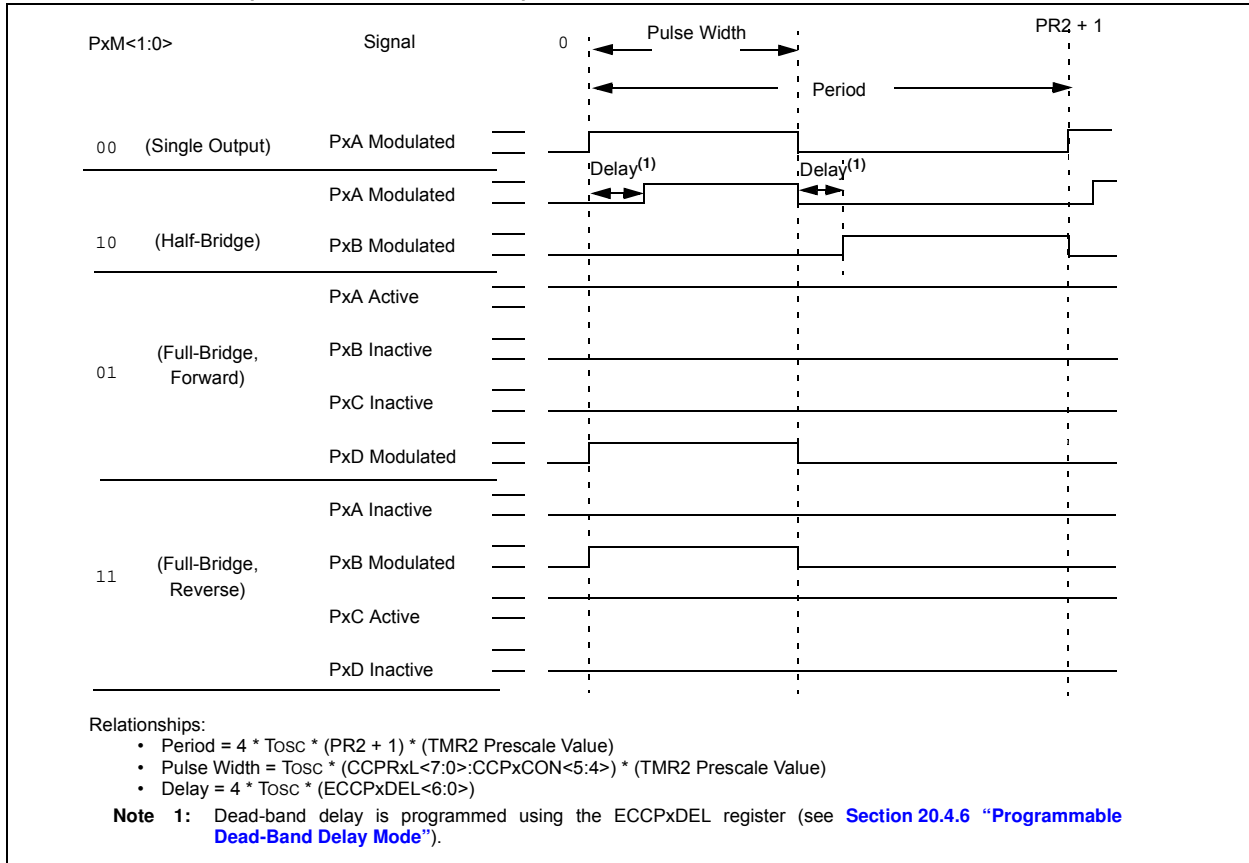 PxM<1:0> Signal 0 Pulse Width PR2 + 1
Period
00 (Single Output) PxA Modulated
Delay(1) Delay(1)
PxA Modulated
10 (Half-Bridge) PxB Modulated
PxA Active
(Full-Bridge, PxB Inactive
01 Forward)
PxC Inactive
PxD Modulated
PxA Inactive
(Full-Bridge, PxB Modulated
11 Reverse)
PxC Active
PxD Inactive
Relationships:
• Period = 4 * TOSC * (PR2 + 1) * (TMR2 Prescale Value)
• Pulse Width = TOSC * (CCPRxL<7:0>:CCPxCON<5:4>) * (TMR2 Prescale Value)
• Delay = 4 * TOSC * (ECCPxDEL<6:0>)
Note 1: Dead-band delay is programmed using the ECCPxDEL register (see Section 20.4.6 “Programmable
Dead-Band Delay Mode”).